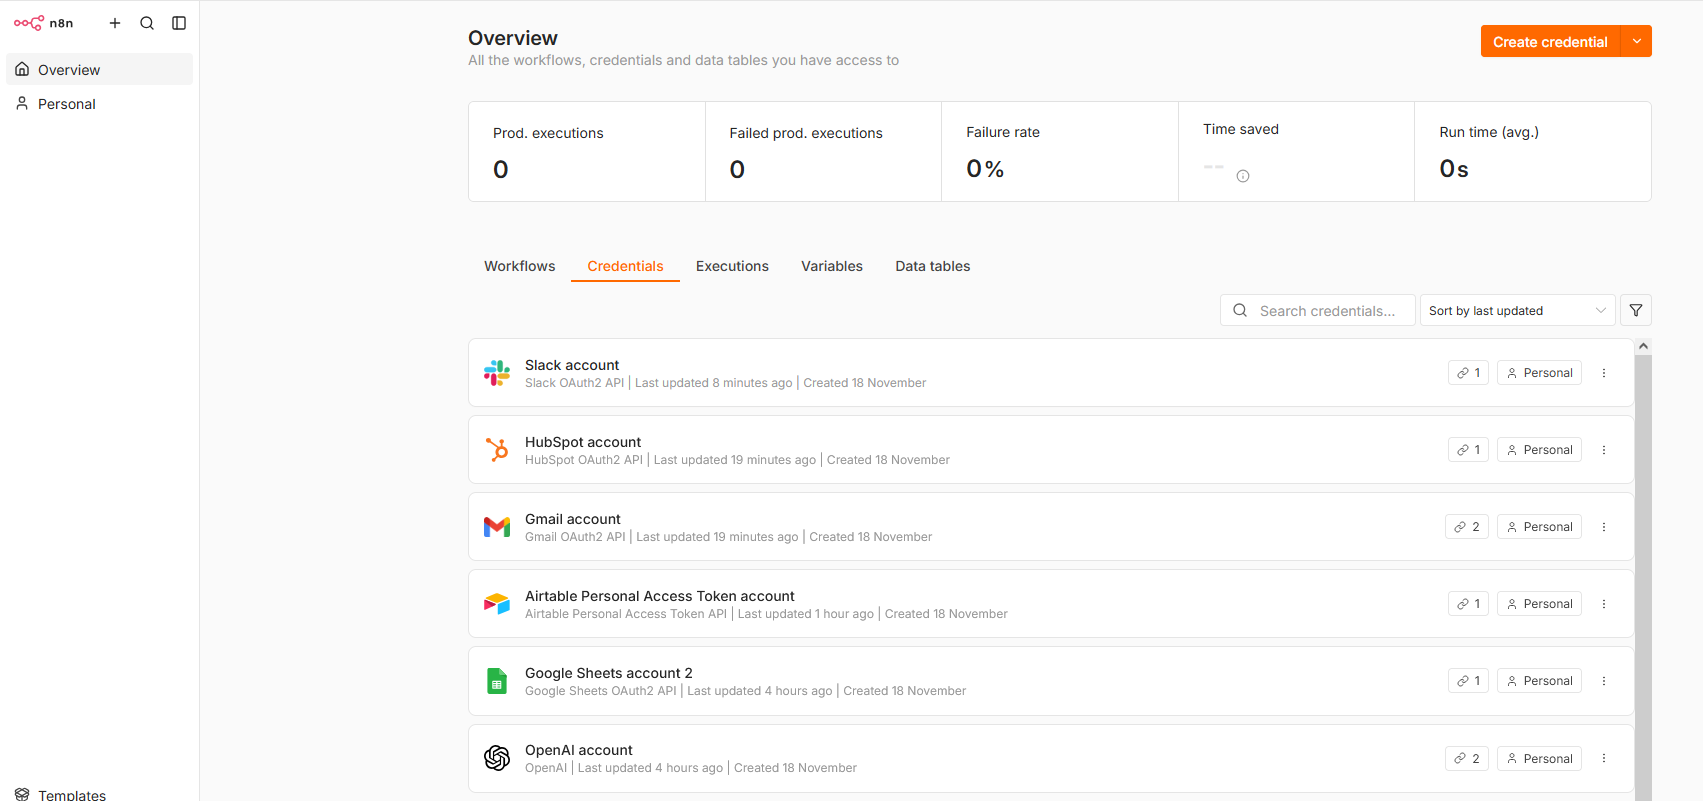 n8n
Overview
Personal
Templates
Overview
All the workflows, credentials and data tables you have access to
Create credential
Prod. executions
0
Failed prod. executions
0
Failure rate
0%
Time saved
--
Run time (avg.)
0s
Workflows
Credentials
Executions
Variables
Data tables
Search credentials...
Sort by last updated
Slack account
Slack OAuth2 API | Last updated 8 minutes ago | Created 18 November
1
Personal
HubSpot account
HubSpot OAuth2 API | Last updated 19 minutes ago | Created 18 November
1
Personal
Gmail account
Gmail OAuth2 API | Last updated 19 minutes ago | Created 18 November
2
Personal
Airtable Personal Access Token account
Airtable Personal Access Token API | Last updated 1 hour ago | Created 18 November
1
Personal
Google Sheets account 2
Google Sheets OAuth2 API | Last updated 4 hours ago | Created 18 November
1
Personal
OpenAI account
OpenAI | Last updated 4 hours ago | Created 18 November
2
Personal